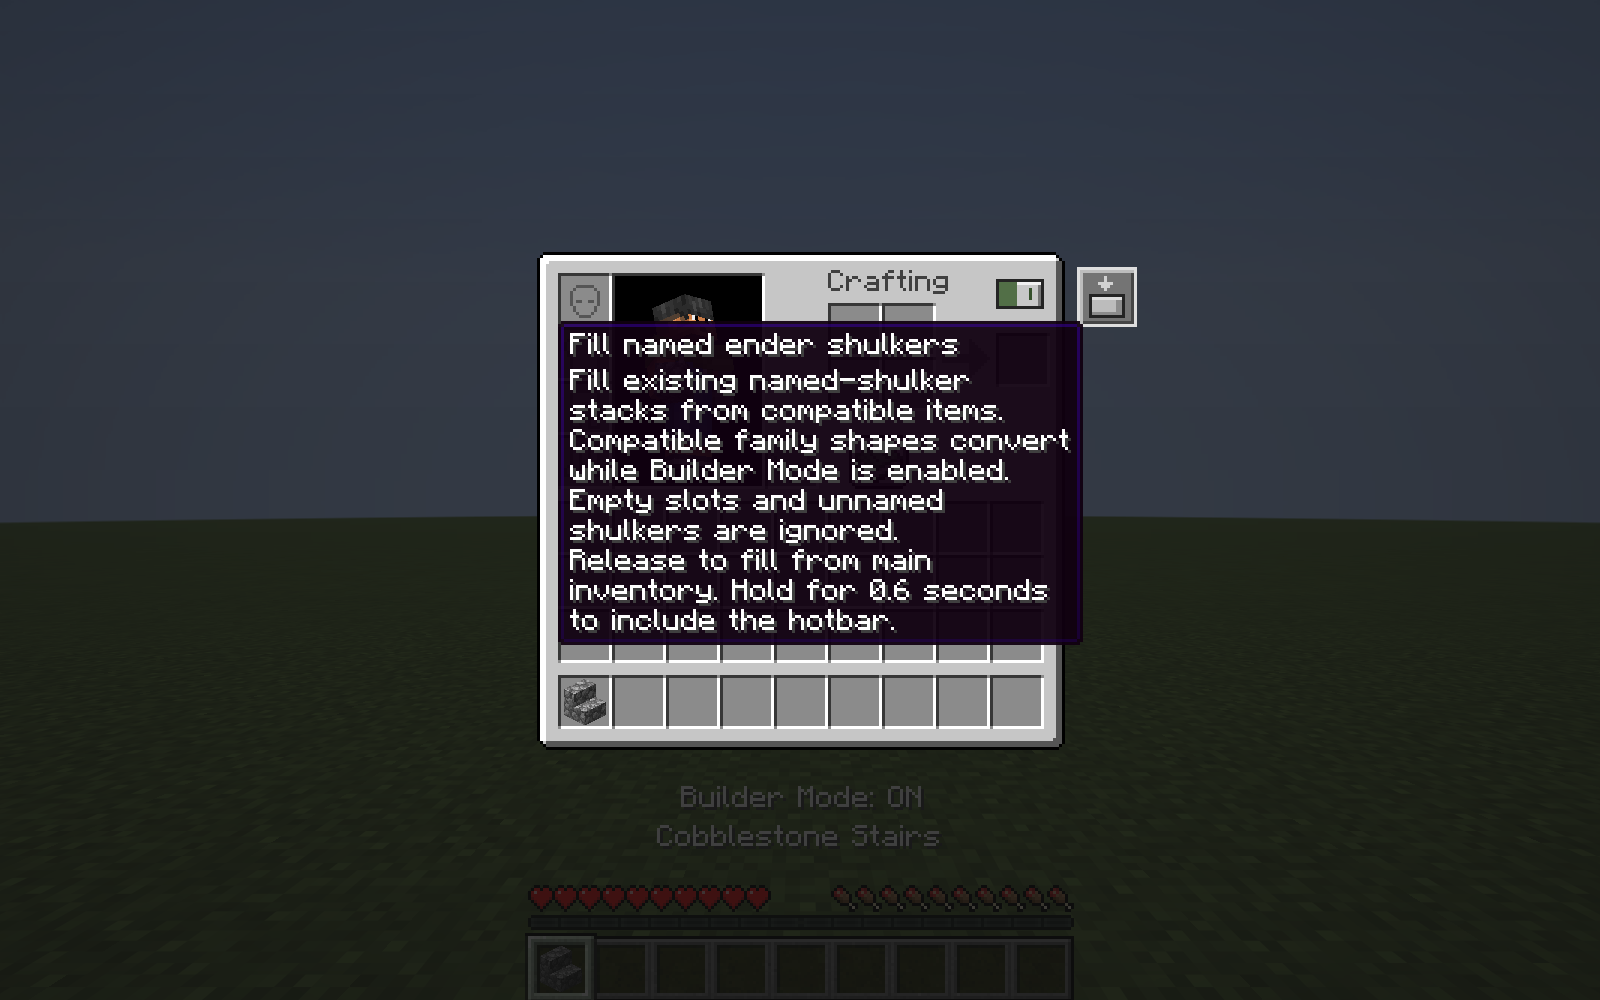 Crafting
Fill named ender shulkers
Fill existing named-shulker
stacks from compatible items.
Compatible family shapes convert
while Builder Mode is enabled.
Empty slots and unnamed
shulkers are ignored.
Release to fill from main
inventory. Hold for 0.6 seconds
to include the hotbar.
Builder Mode: ON
Cobblestone Stairs